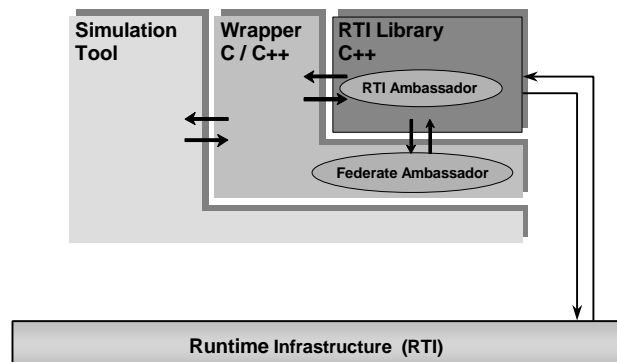 Simulation
Tool
Wrapper
C / C++
RTI Library
C++
RTI Ambassador
Federate Ambassador
Runtime Infrastructure (RTI)